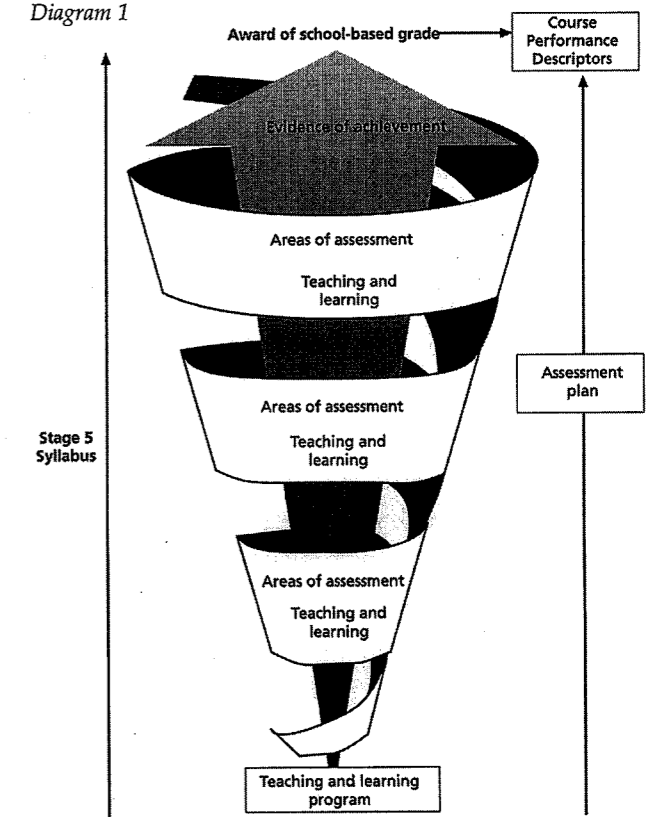 Diagram 1
Award of school-based grade
Course
Performance
Descriptors
Evidence of achievement
Areas of assessment
Teaching and
learning
Assessment
plan
Areas of assessment
Teaching and
learning
Stage 5
Syllabus
Areas of assessment
Teaching and
learning
Teaching and learning
program